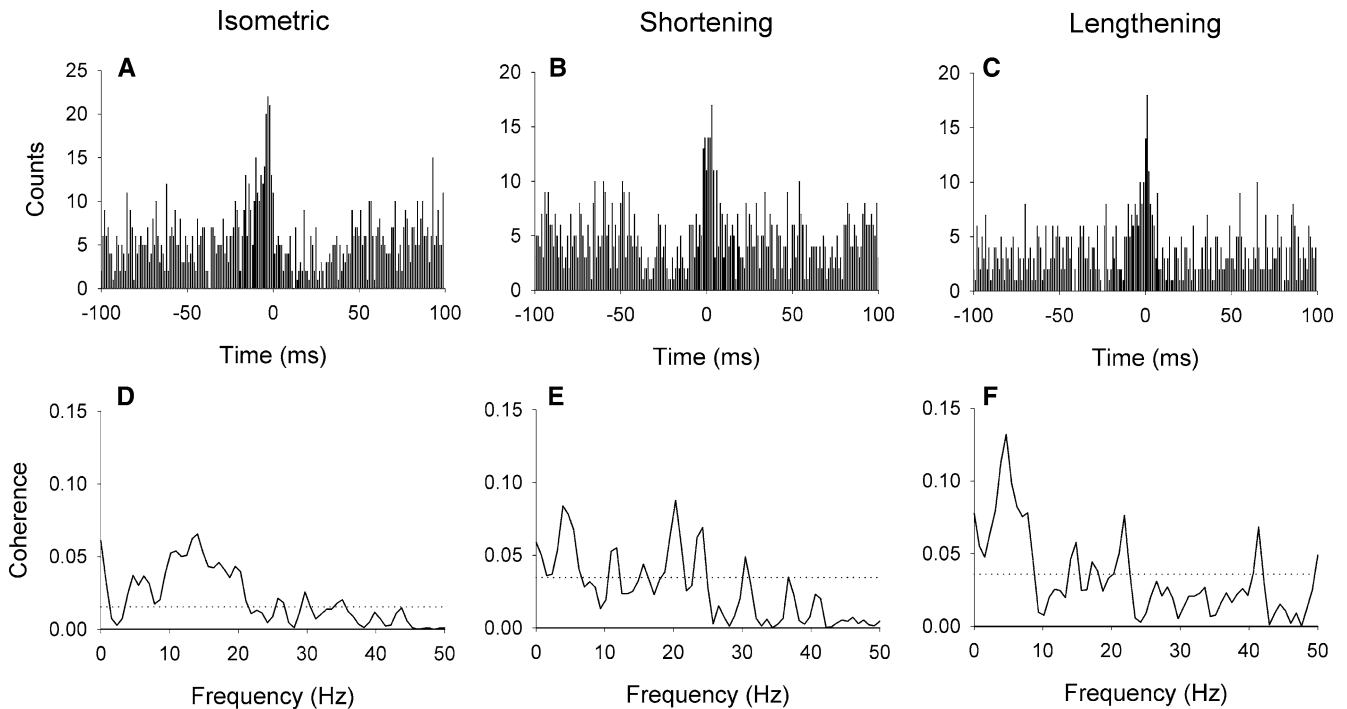 Isometric Shortening Lengthening
A B C
Counts
25
20
15
10
5
0
20
15
10
5
0
20
15
10
5
0
-100 -50 0 50 100
-100 -50 0 50 100
-100 -50 0 50 100
Time (ms) Time (ms) Time (ms)
D E F
Coherence
0.15
0.10
0.05
0.00
0.15
0.10
0.05
0.00
0.15
0.10
0.05
0.00
0 10 20 30 40 50
0 10 20 30 40 50
0 10 20 30 40 50
Frequency (Hz) Frequency (Hz) Frequency (Hz)